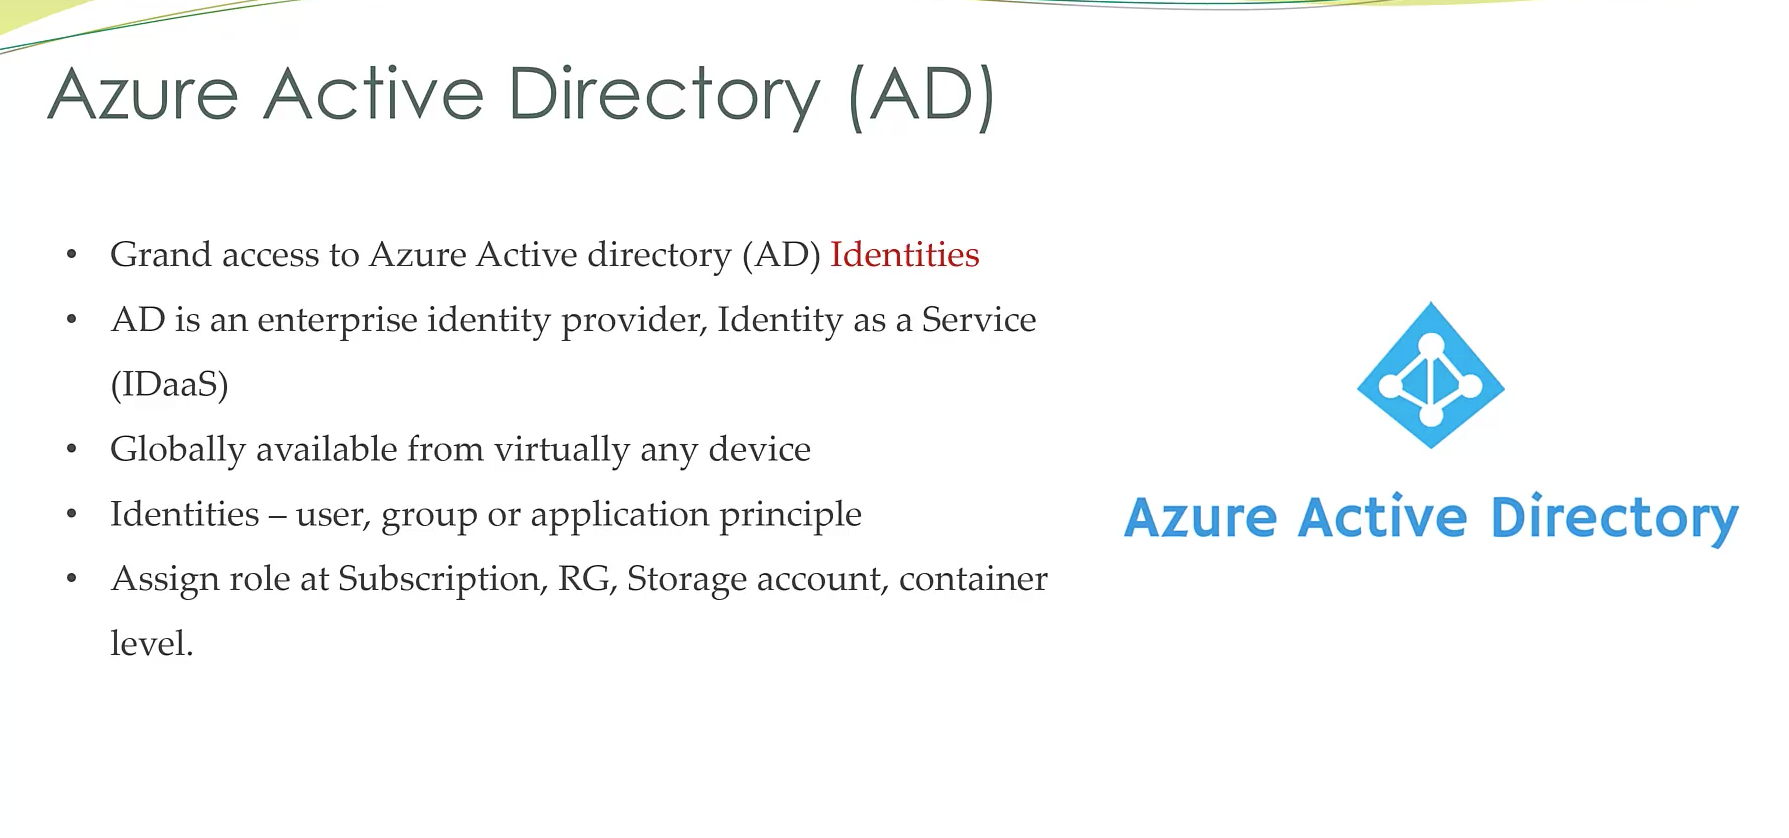 Azure Active Directory (AD)
• Grand access to Azure Active directory (AD) Identities
• AD is an enterprise identity provider, Identity as a Service
(IDaaS)
• Globally available from virtually any device
• Identities – user, group or application principle
• Assign role at Subscription, RG, Storage account, container
level.
Azure Active Directory